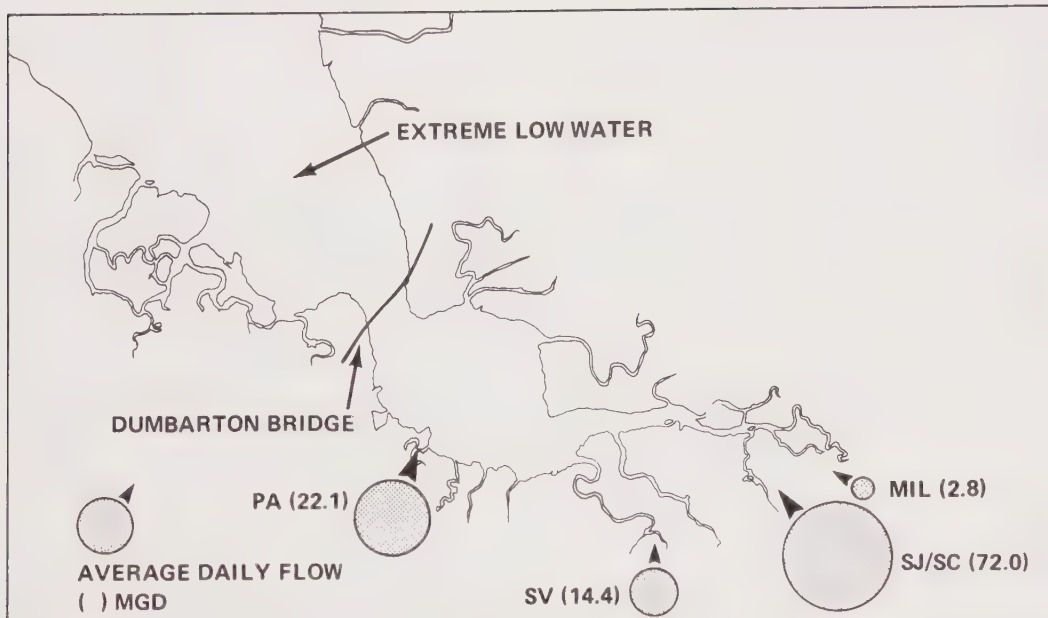 EXTREME LOW WATER
DUMBARTON BRIDGE
PA (22.1)
MIL (2.8)
SJ/SC (72.0)
AVERAGE DAILY FLOW
( ) MGD
SV (14.4)